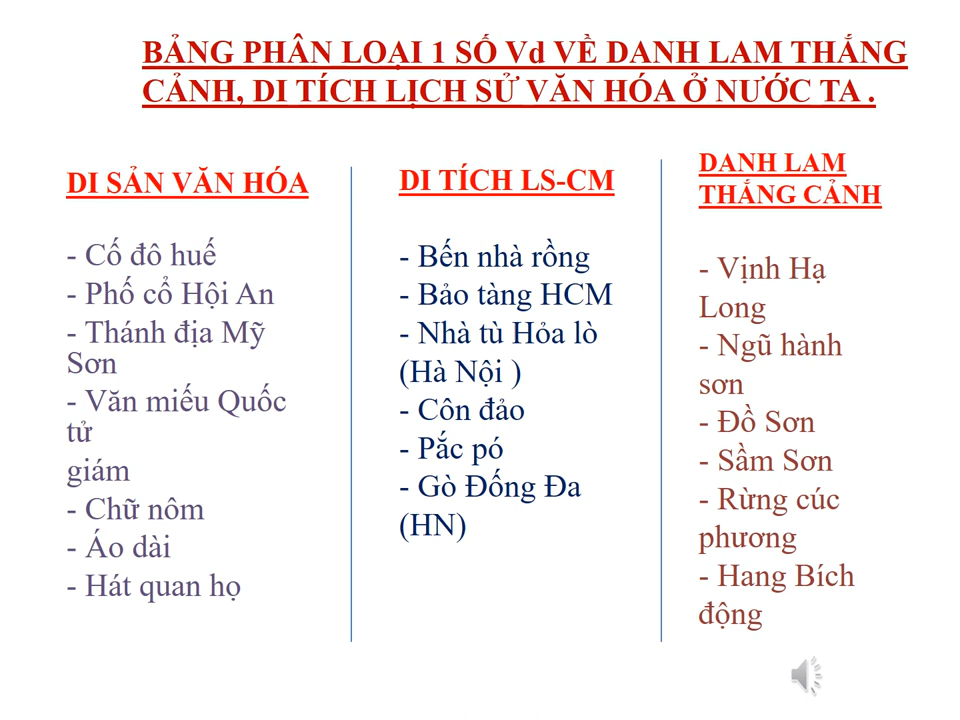 BẢNG PHÂN LOẠI 1 SỐ Vd VỀ DANH LAM THẮNG
CẢNH, DI TÍCH LỊCH SỬ VĂN HÓA Ở NƯỚC TA .
DI SẢN VĂN HÓA
- Cố đô huế
- Phố cổ Hội An
- Thánh địa Mỹ
Sơn
- Văn miếu Quốc
tử
giám
- Chữ nôm
- Áo dài
- Hát quan họ
DI TÍCH LS-CM
- Bến nhà rồng
- Bảo tàng HCM
- Nhà tù Hỏa lò
(Hà Nội )
- Côn đảo
- Pắc pó
- Gò Đống Đa
(HN)
DANH LAM
THẮNG CẢNH
- Vịnh Hạ
Long
- Ngũ hành
sơn
- Đồ Sơn
- Sầm Sơn
- Rừng cúc
phương
- Hang Bích
động